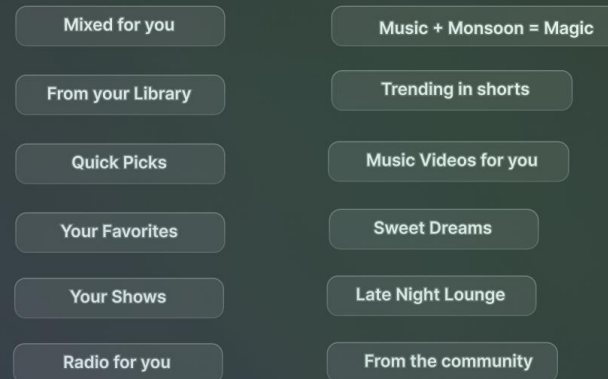 Mixed for you
From your Library
Quick Picks
Your Favorites
Your Shows
Radio for you
Music + Monsoon = Magic
Trending in shorts
Music Videos for you
Sweet Dreams
Late Night Lounge
From the community